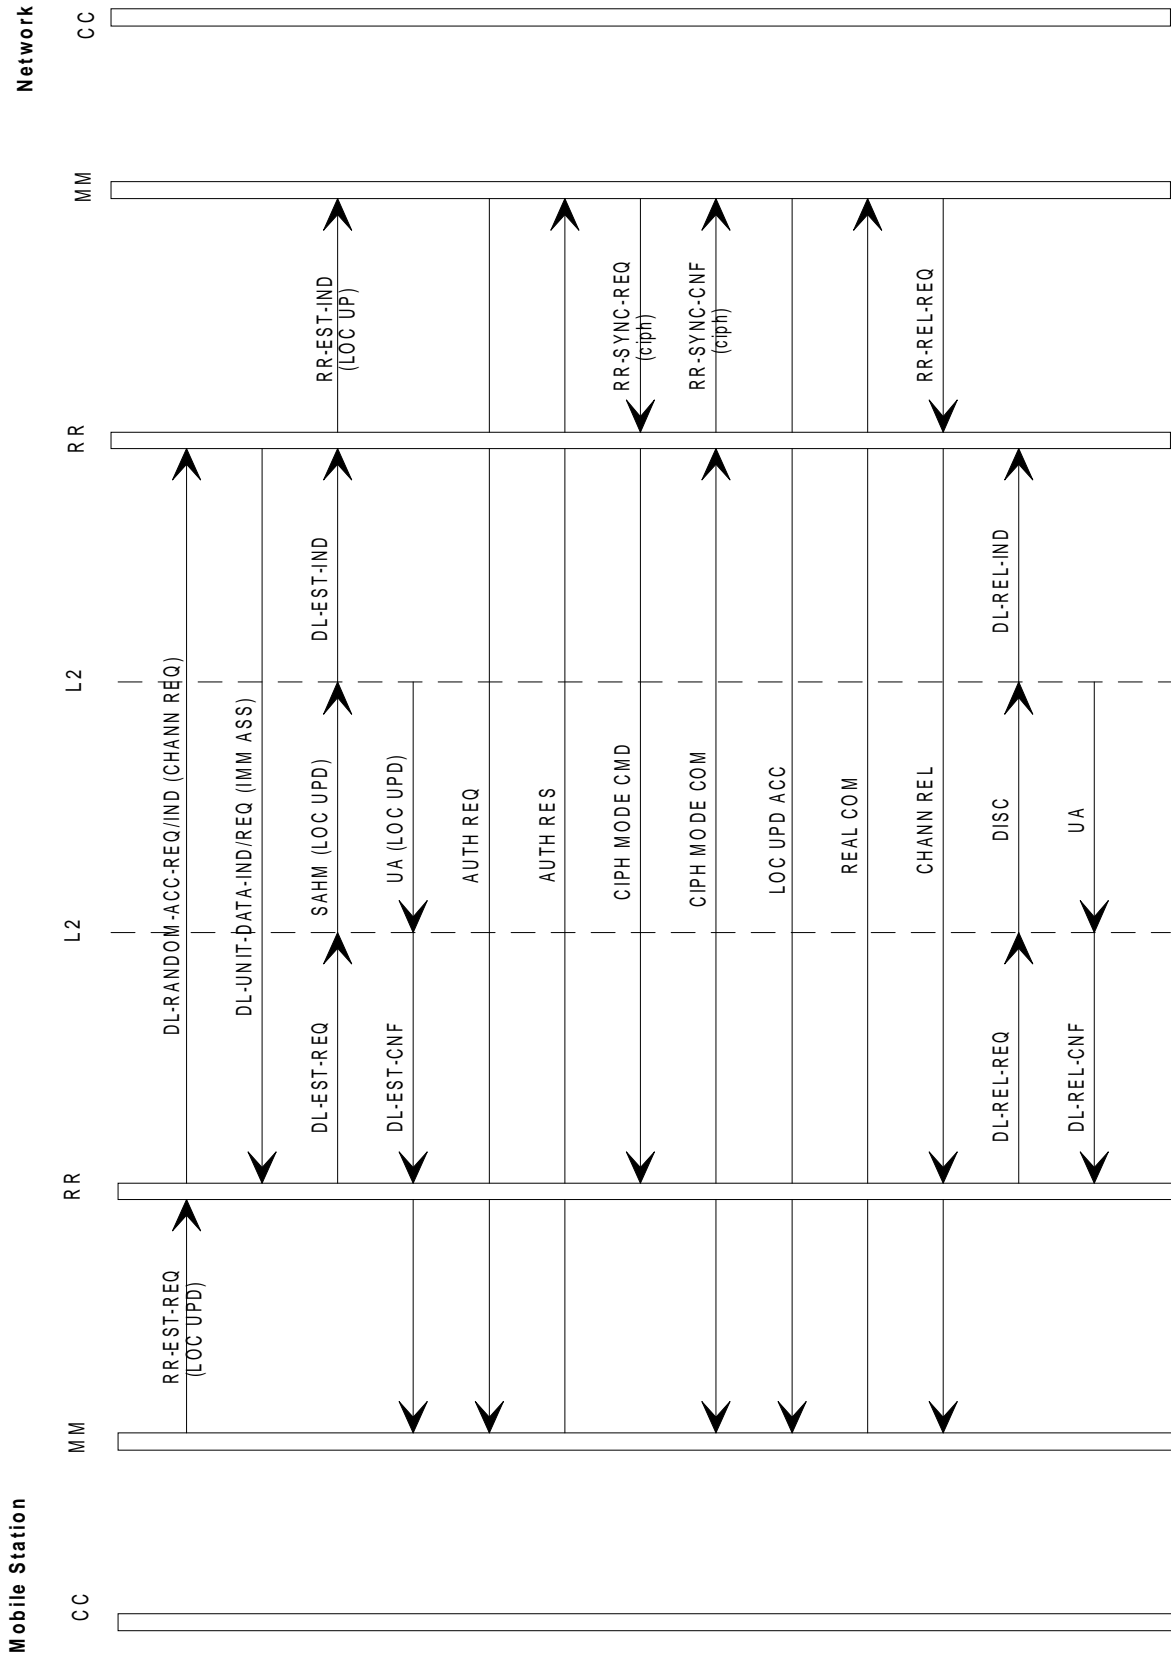 Mobile Station
Network
CC
MM
RR
L2
L2
RR
MM
CC
RR-EST-REQ
(LOC UPD)
DL-RANDOM-ACC-REQ/IND (CHANN REQ)
DL-UNIT-DATA-IND/REQ (IMM ASS)
DL-EST-REQ
SAHM (LOC UPD)
DL-EST-IND
RR-EST-IND
(LOC UP)
DL-EST-CNF
UA (LOC UPD)
AUTH REQ
AUTH RES
CIPH MODE CMD
RR-SYNC-REQ
(ciph)
CIPH MODE COM
RR-SYNC-CNF
(ciph)
LOC UPD ACC
REAL COM
CHANN REL
RR-REL-REQ
DL-REL-REQ
DISC
DL-REL-IND
DL-REL-CNF
UA